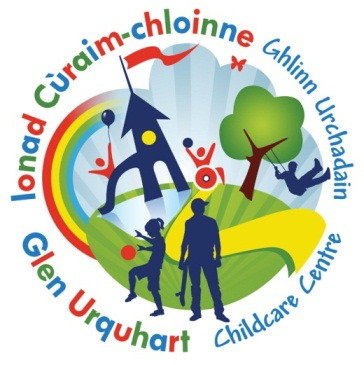 Ionad Cùraim-chloinne
Ghlinn Urchadain
Glen Urquhart
Childcare Centre